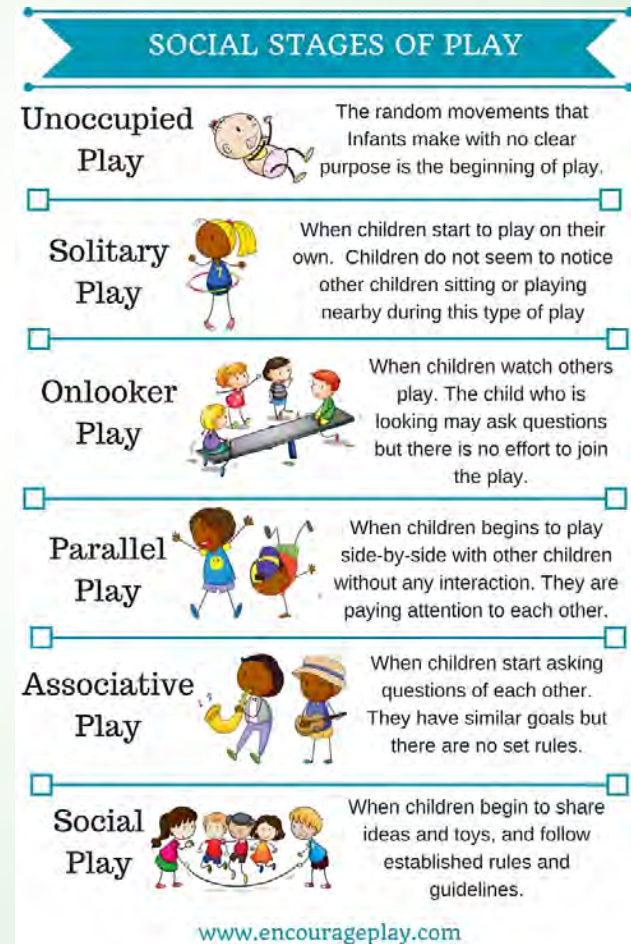 SOCIAL STAGES OF PLAY
Unoccupied
Play
The random movements that
Infants make with no clear
purpose is the beginning of play.
Solitary
Play
When children start to play on their
own. Children do not seem to notice
other children sitting or playing
nearby during this type of play
Onlooker
Play
When children watch others
play. The child who is
looking may ask questions
but there is no effort to join
the play.
Parallel
Play
When children begins to play
side-by-side with other children
without any interaction. They are
paying attention to each other.
Associative
Play
When children start asking
questions of each other.
They have similar goals but
there are no set rules.
Social
Play
When children begin to share
ideas and toys, and follow
established rules and
guidelines.
www.encourageplay.com